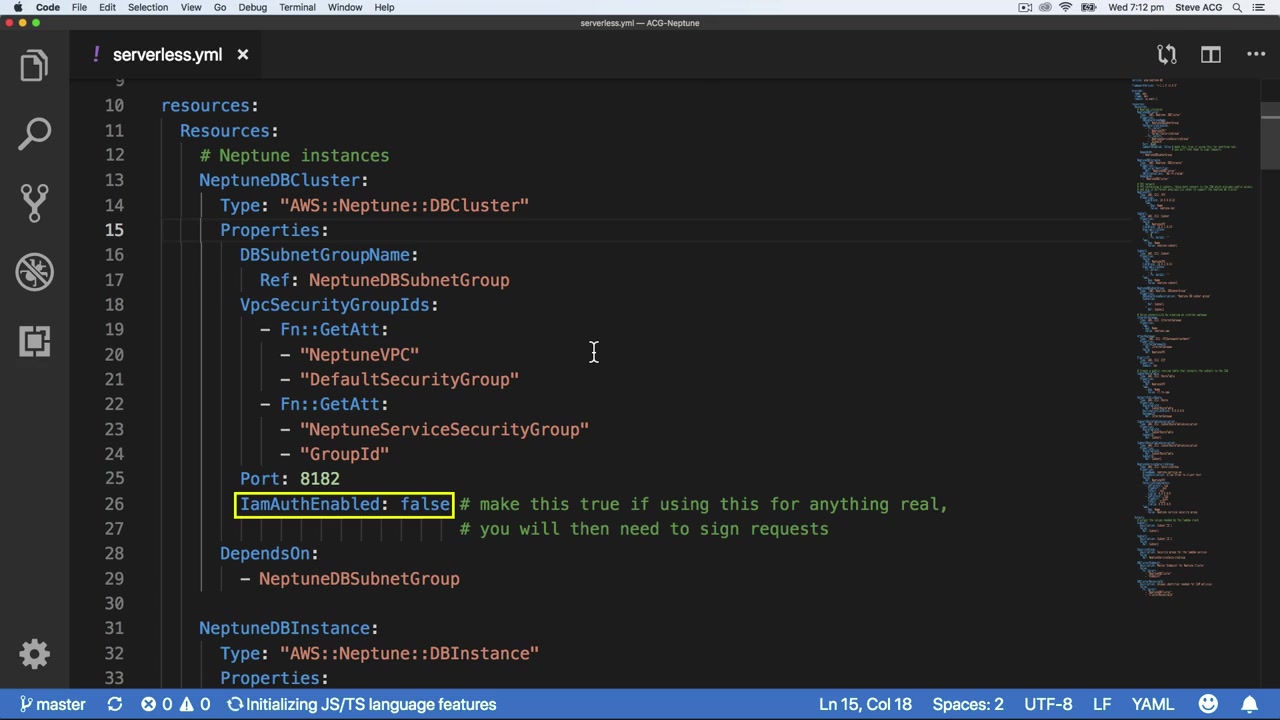 Code File Edit Selection View Go Debug Terminal Window Help Wed 7:12 pm Steve ACG
serverless.yml — ACG-Neptune
! serverless.yml ×
9
10 resources:
11 Resources:
12 # Neptune instances
13 NeptuneDBCluster:
14 Type: "AWS::Neptune::DBCluster"
15 Properties:
16 DBSubnetGroupName:
17 Ref: NeptuneDBSubnetGroup
18 VpcSecurityGroupIds:
19 - Fn::GetAtt:
20 - "NeptuneVPC"
21 - "DefaultSecurityGroup"
22 - Fn::GetAtt:
23 - "NeptuneServiceSecurityGroup"
24 - "GroupId"
25 Port: 8182
26 IamAuthEnabled: false # make this true if using this for anything real,
27 # you will then need to sign requests
28 DependsOn:
29 - NeptuneDBSubnetGroup
30
31 NeptuneDBInstance:
32 Type: "AWS::Neptune::DBInstance"
33 Properties:
master 0 0 Initializing JS/TS language features Ln 15, Col 18 Spaces: 2 UTF-8 LF YAML